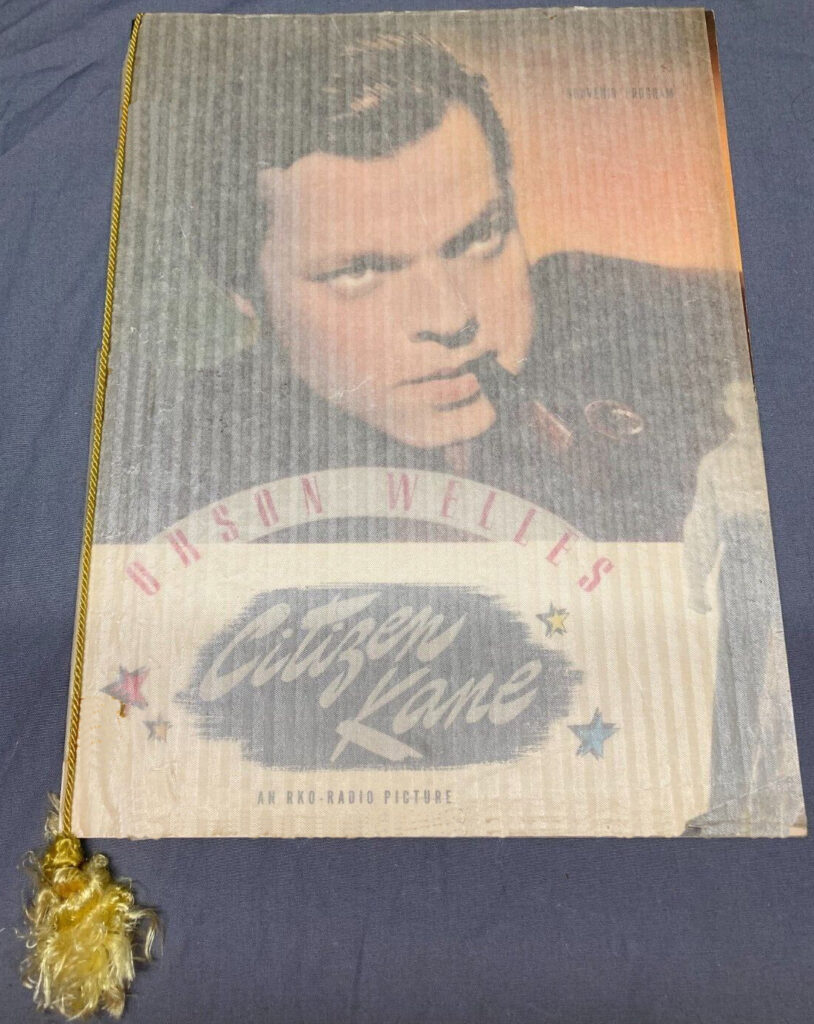 SOUVENIR PROGRAM
ORSON WELLES
Citizen
Kane
AN RKO-RADIO PICTURE